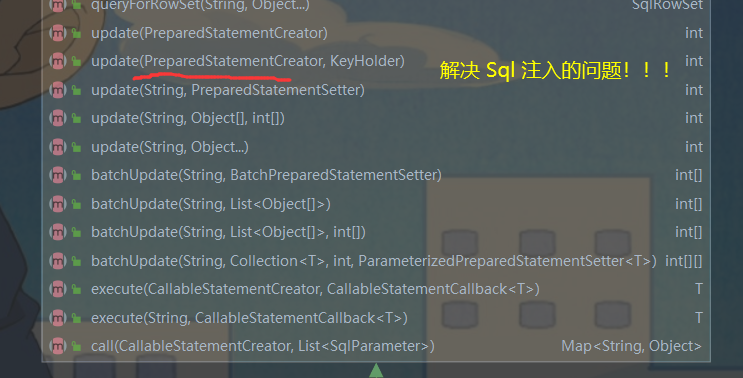 queryForRowSet(String, Object...) SqlRowSet
update(PreparedStatementCreator) int
update(PreparedStatementCreator, KeyHolder) int
解决 Sql 注入的问题！！！
update(String, PreparedStatementSetter) int
update(String, Object[], int[]) int
update(String, Object...) int
batchUpdate(String, BatchPreparedStatementSetter) int[]
batchUpdate(String, List<Object[]>) int[]
batchUpdate(String, List<Object[]>, int[]) int[]
batchUpdate(String, Collection<T>, int, ParameterizedPreparedStatementSetter<T>) int[][]
execute(CallableStatementCreator, CallableStatementCallback<T>) T
execute(String, CallableStatementCallback<T>) T
call(CallableStatementCreator, List<SqlParameter>) Map<String, Object>